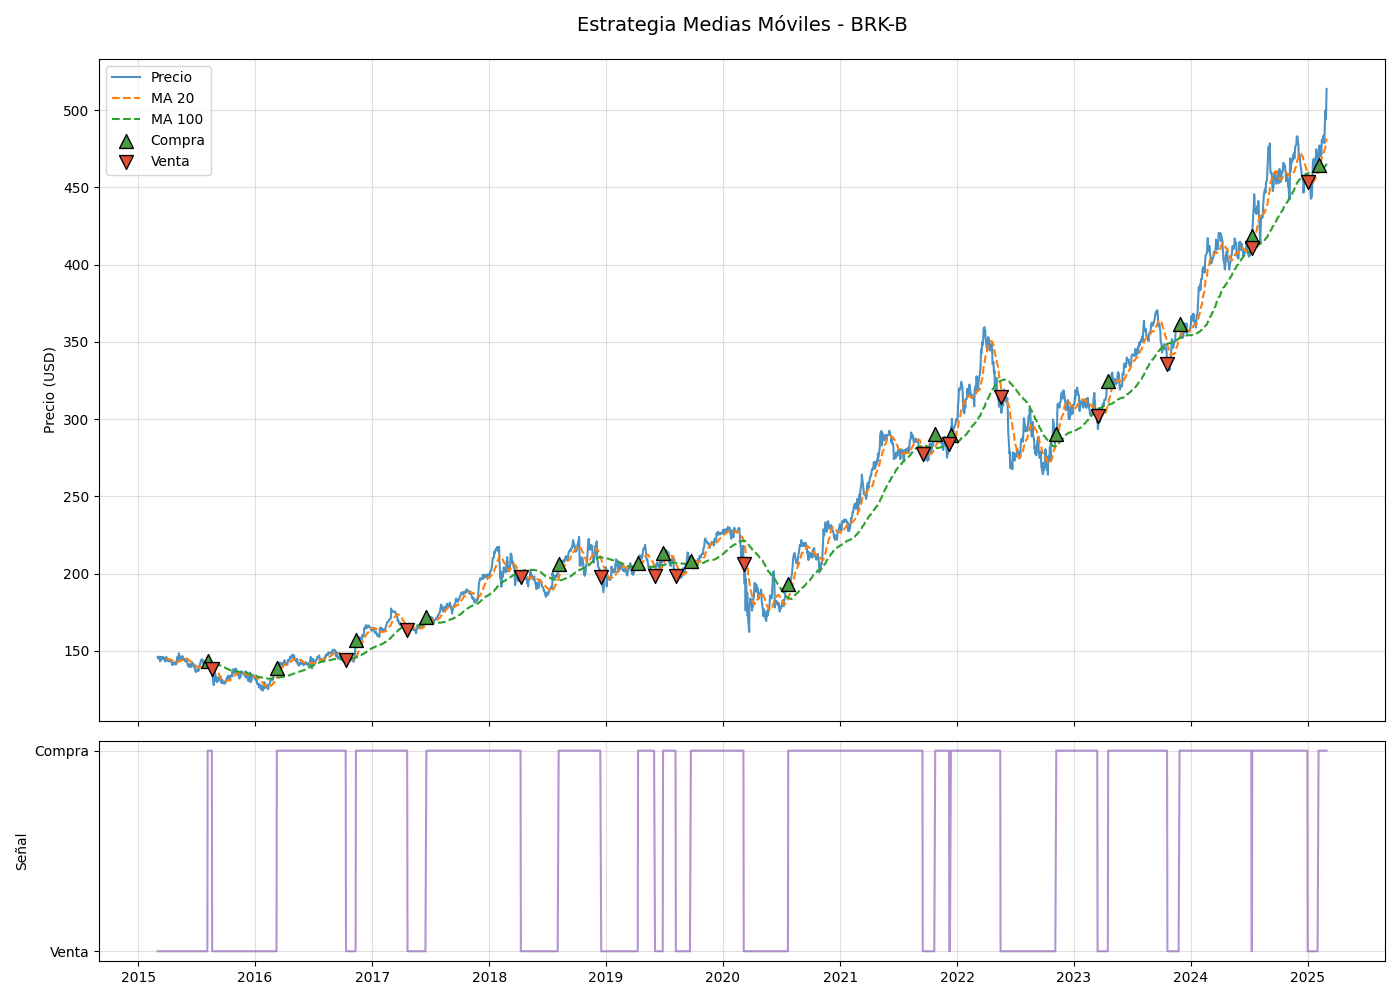 Estrategia Medias Móviles - BRK-B
Precio
MA 20
MA 100
Compra
Venta
Precio (USD)
500
450
400
350
300
250
200
150
Señal
Compra
Venta
2015 2016 2017 2018 2019 2020 2021 2022 2023 2024 2025